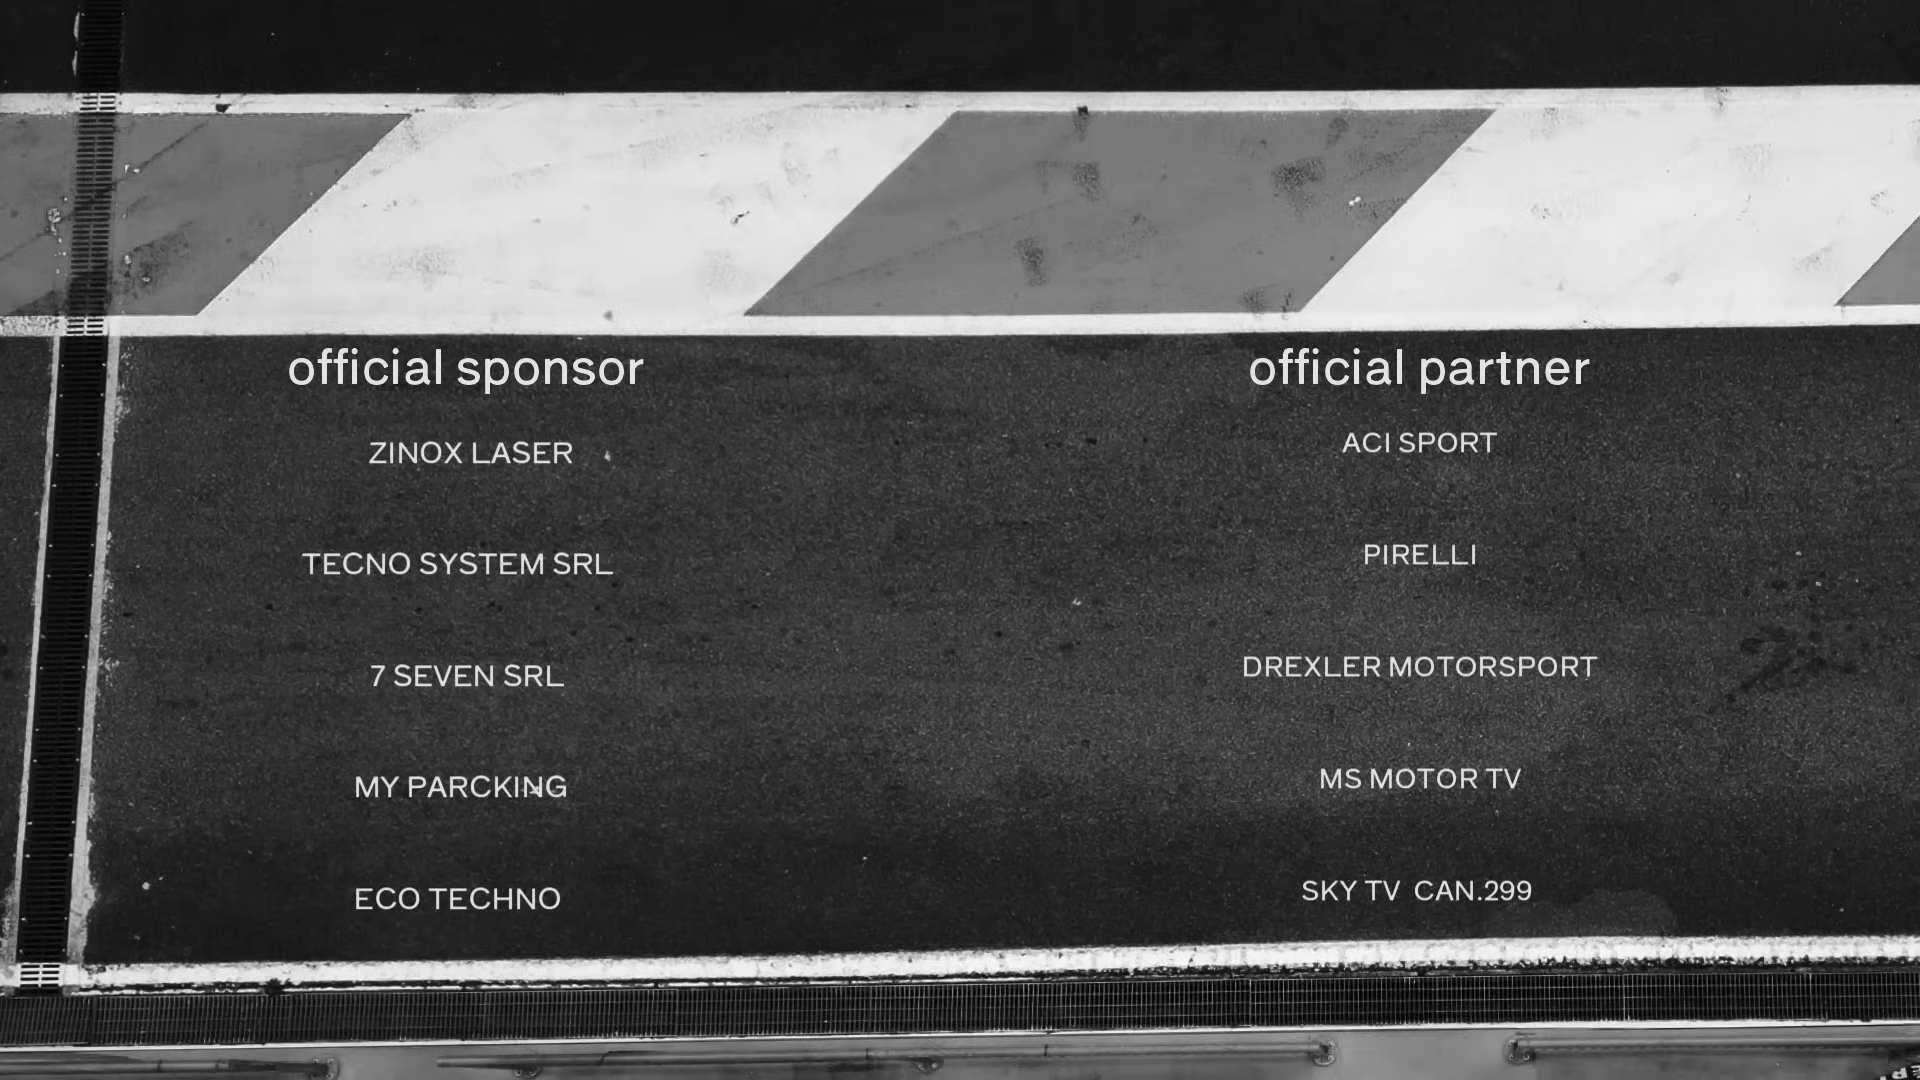 official sponsor
ZINOX LASER
TECNO SYSTEM SRL
7 SEVEN SRL
MY PARCKING
ECO TECHNO
official partner
ACI SPORT
PIRELLI
DREXLER MOTORSPORT
MS MOTOR TV
SKY TV CAN.299